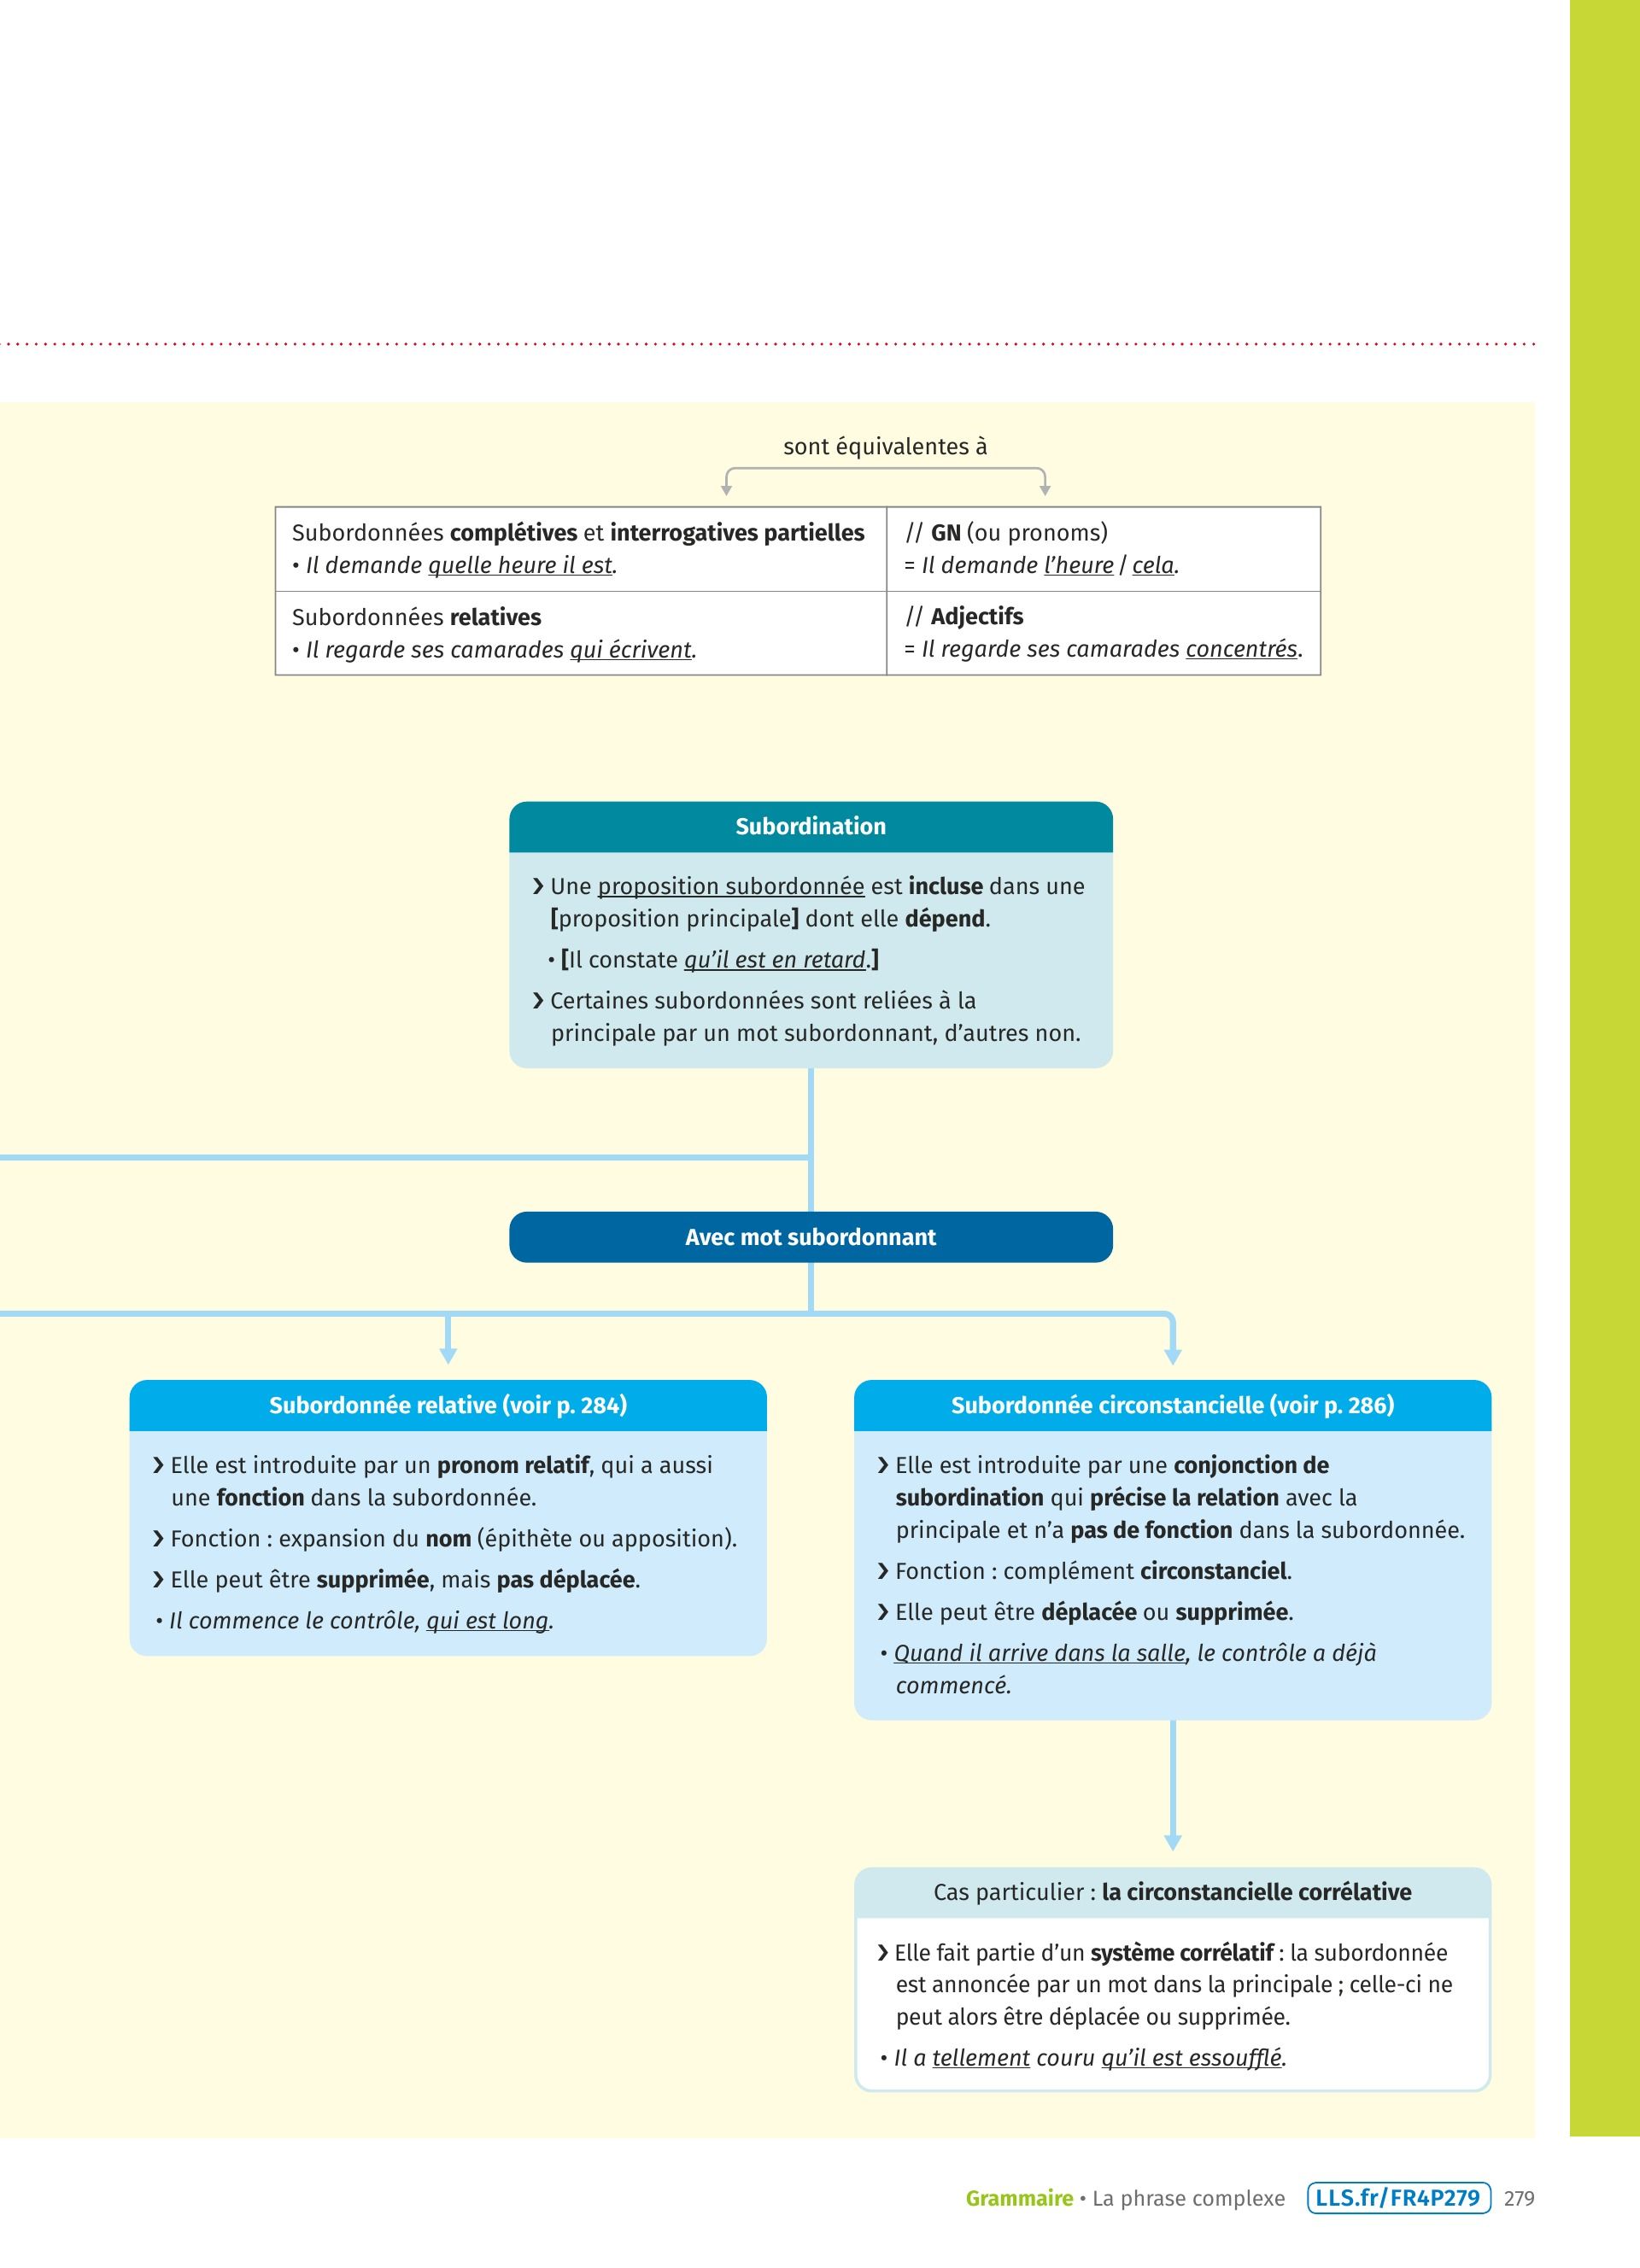 sont équivalentes à
Subordonnées complétives et interrogatives partielles
• Il demande quelle heure il est.
// GN (ou pronoms)
= Il demande l’heure / cela.
Subordonnées relatives
• Il regarde ses camarades qui écrivent.
// Adjectifs
= Il regarde ses camarades concentrés.
Subordination
❯ Une proposition subordonnée est incluse dans une
[proposition principale] dont elle dépend.
• [Il constate qu’il est en retard.]
❯ Certaines subordonnées sont reliées à la
principale par un mot subordonnant, d’autres non.
Avec mot subordonnant
Subordonnée relative (voir p. 284)
❯ Elle est introduite par un pronom relatif, qui a aussi
une fonction dans la subordonnée.
❯ Fonction : expansion du nom (épithète ou apposition).
❯ Elle peut être supprimée, mais pas déplacée.
• Il commence le contrôle, qui est long.
Subordonnée circonstancielle (voir p. 286)
❯ Elle est introduite par une conjonction de
subordination qui précise la relation avec la
principale et n’a pas de fonction dans la subordonnée.
❯ Fonction : complément circonstanciel.
❯ Elle peut être déplacée ou supprimée.
• Quand il arrive dans la salle, le contrôle a déjà
commencé.
Cas particulier : la circonstancielle corrélative
❯ Elle fait partie d’un système corrélatif : la subordonnée
est annoncée par un mot dans la principale ; celle-ci ne
peut alors être déplacée ou supprimée.
• Il a tellement couru qu’il est essoufflé.
Grammaire • La phrase complexe LLS.fr/FR4P279 279